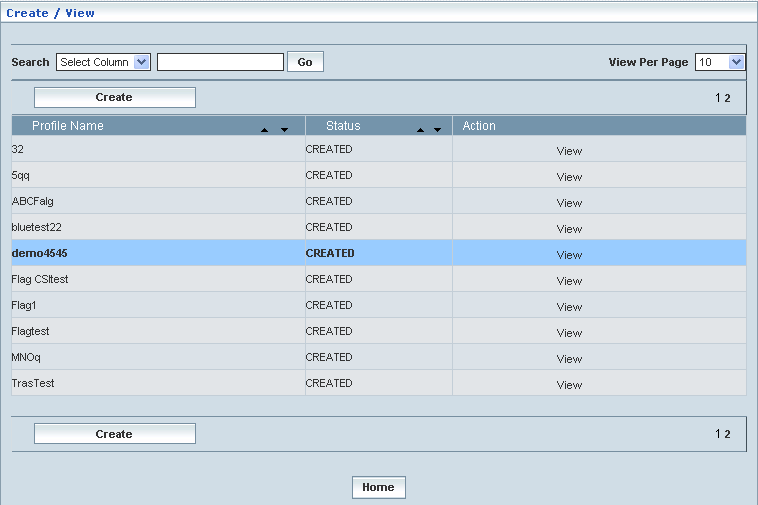 Create / View
Search Select Column Go View Per Page 10
Create 1 2
Profile Name Status Action
32 CREATED View
5qq CREATED View
ABCFalg CREATED View
bluetest22 CREATED View
demo4545 CREATED View
Flag CSItest CREATED View
Flag1 CREATED View
Flagtest CREATED View
MNOq CREATED View
TrasTest CREATED View
Create 1 2
Home